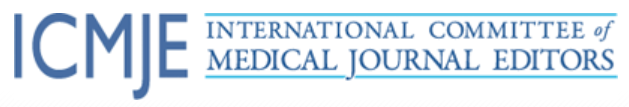 ICMJE
INTERNATIONAL COMMITTEE of
MEDICAL JOURNAL EDITORS